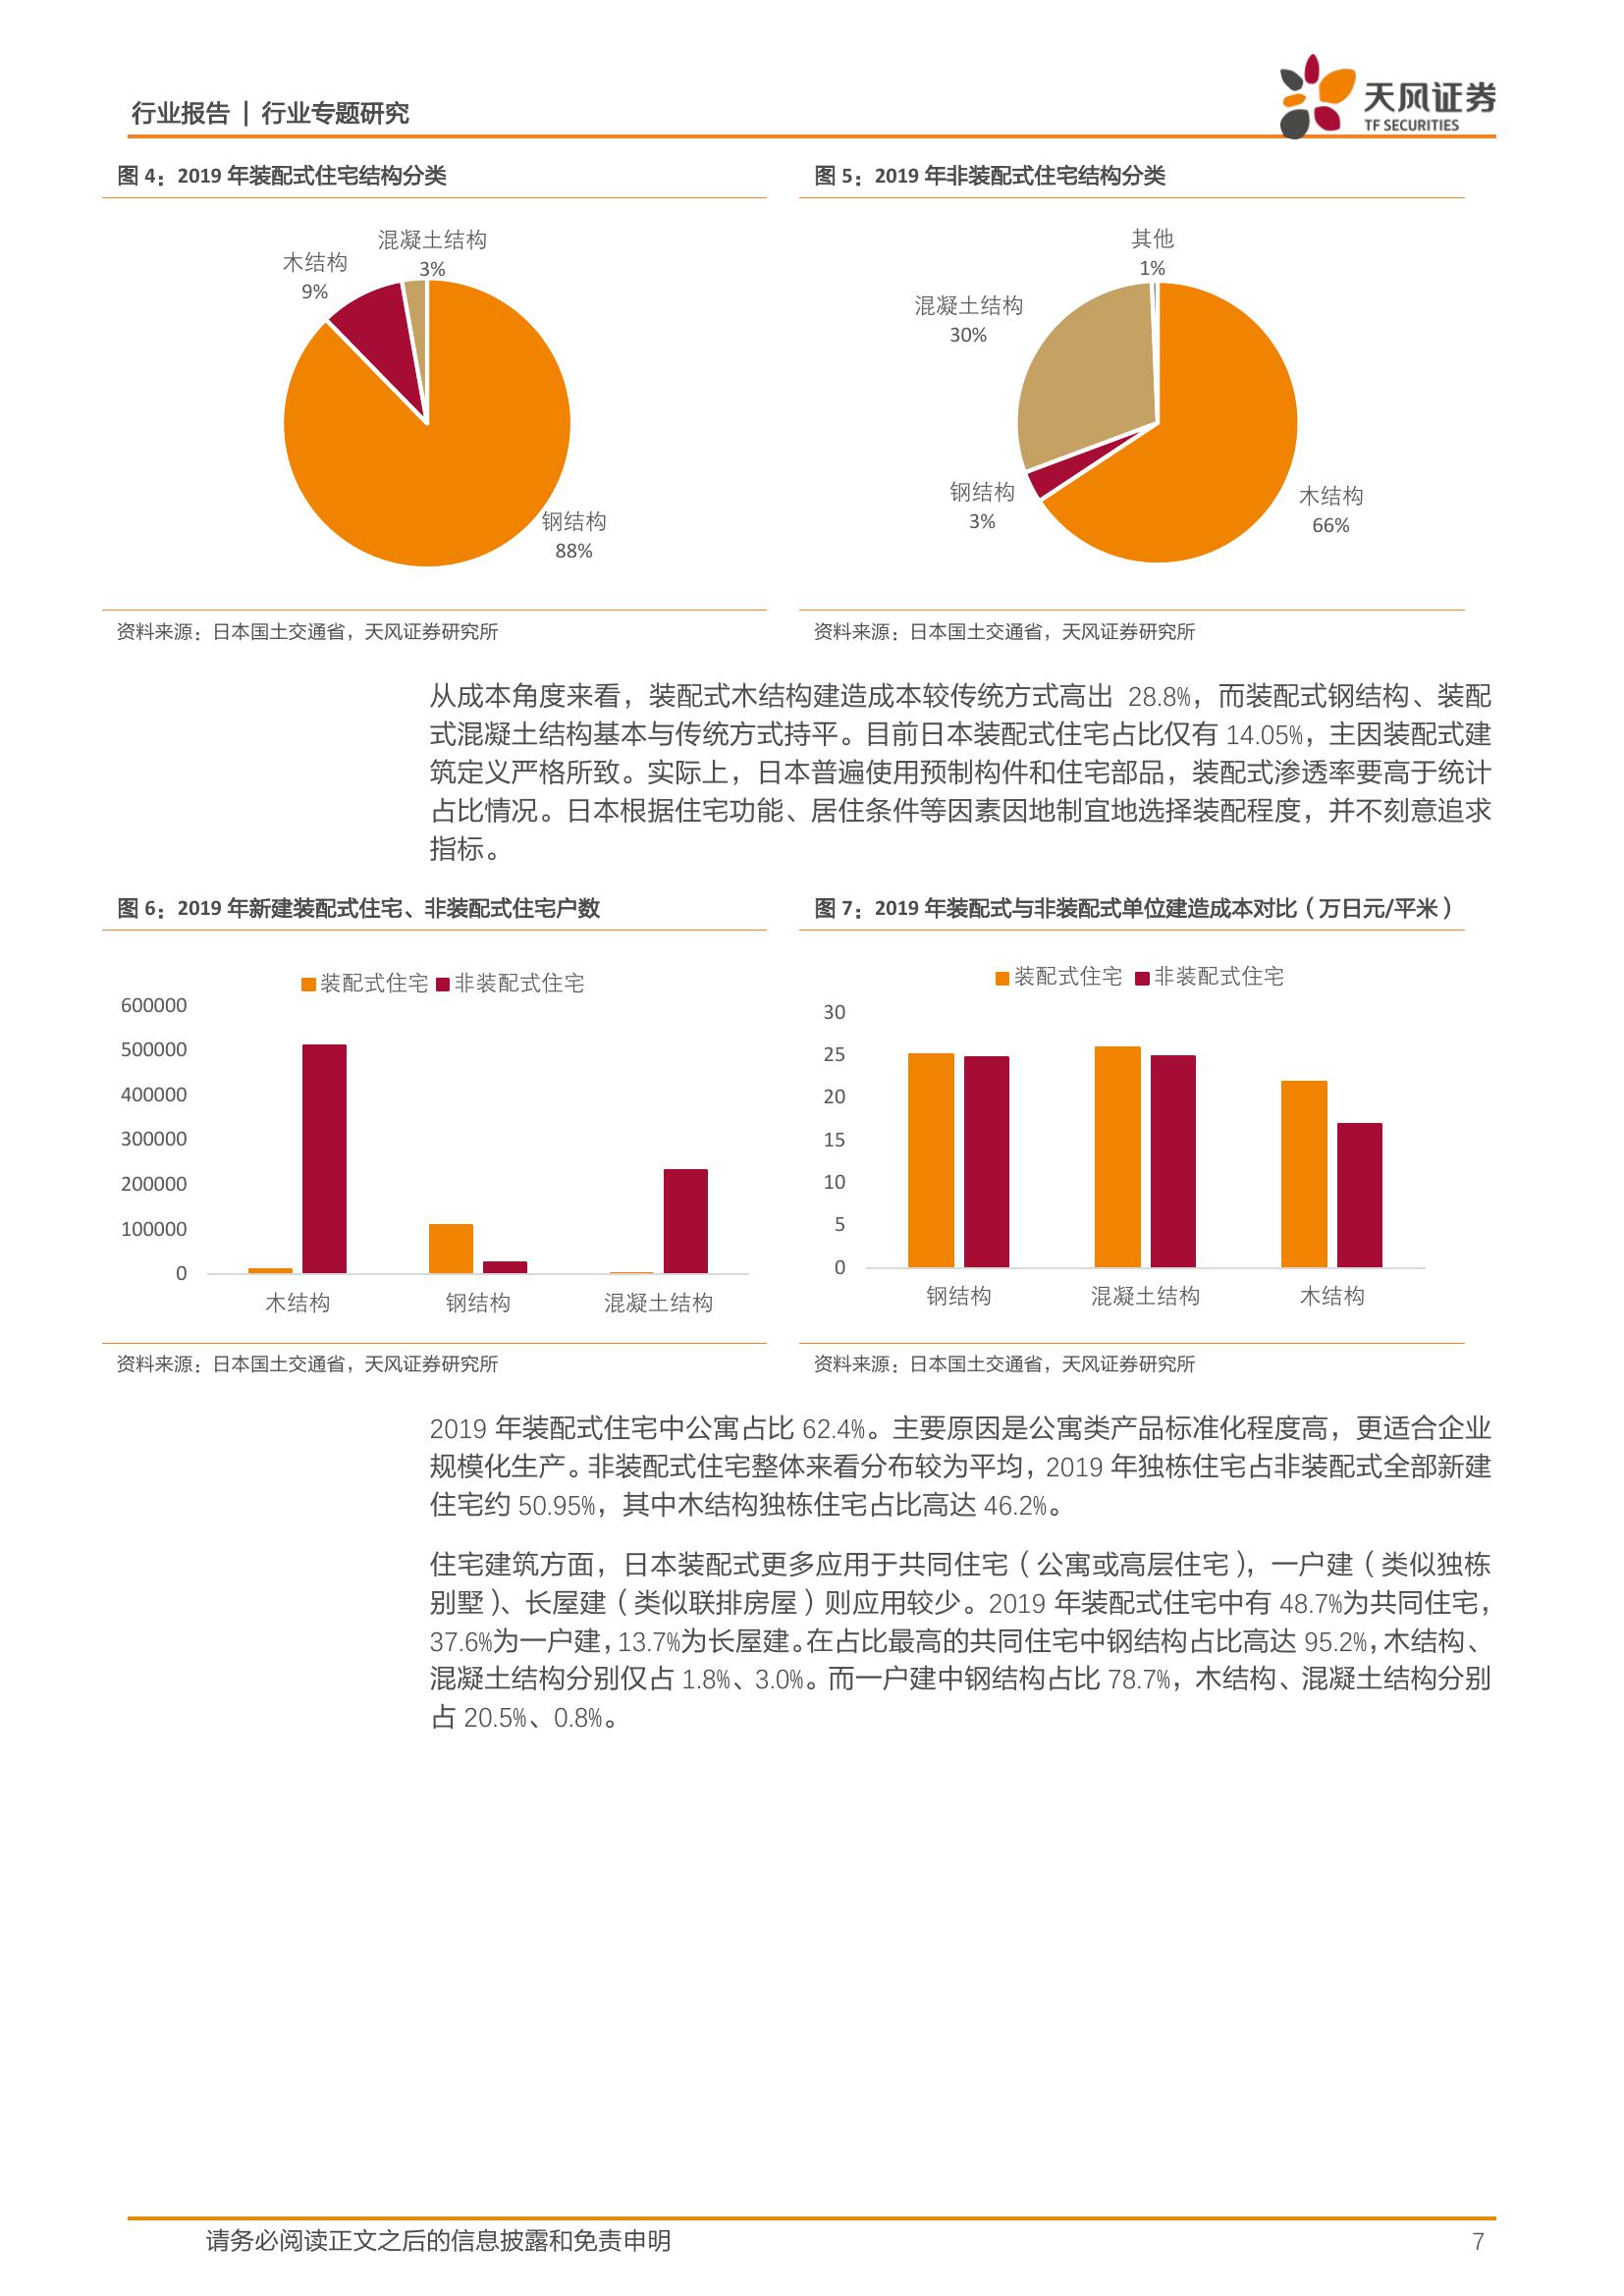 行业报告 | 行业专题研究
天风证券
TF SECURITIES
图 4：2019 年装配式住宅结构分类
混凝土结构
3%
木结构
9%
钢结构
88%
资料来源：日本国土交通省，天风证券研究所
图 5：2019 年非装配式住宅结构分类
其他
1%
混凝土结构
30%
钢结构
3%
木结构
66%
资料来源：日本国土交通省，天风证券研究所
从成本角度来看，装配式木结构建造成本较传统方式高出 28.8%，而装配式钢结构、装配
式混凝土结构基本与传统方式持平。目前日本装配式住宅占比仅有 14.05%，主因装配式建
筑定义严格所致。实际上，日本普遍使用预制构件和住宅部品，装配式渗透率要高于统计
占比情况。日本根据住宅功能、居住条件等因素因地制宜地选择装配程度，并不刻意追求
指标。
图 6：2019 年新建装配式住宅、非装配式住宅户数
装配式住宅 非装配式住宅
600000
500000
400000
300000
200000
100000
0
木结构 钢结构 混凝土结构
资料来源：日本国土交通省，天风证券研究所
图 7：2019 年装配式与非装配式单位建造成本对比（万日元/平米）
装配式住宅 非装配式住宅
30
25
20
15
10
5
0
钢结构 混凝土结构 木结构
资料来源：日本国土交通省，天风证券研究所
2019 年装配式住宅中公寓占比 62.4%。主要原因是公寓类产品标准化程度高，更适合企业
规模化生产。非装配式住宅整体来看分布较为平均，2019 年独栋住宅占非装配式全部新建
住宅约 50.95%，其中木结构独栋住宅占比高达 46.2%。
住宅建筑方面，日本装配式更多应用于共同住宅（公寓或高层住宅），一户建（类似独栋
别墅）、长屋建（类似联排房屋）则应用较少。2019 年装配式住宅中有 48.7%为共同住宅，
37.6%为一户建，13.7%为长屋建。在占比最高的共同住宅中钢结构占比高达 95.2%，木结构、
混凝土结构分别仅占 1.8%、3.0%。而一户建中钢结构占比 78.7%，木结构、混凝土结构分别
占 20.5%、0.8%。
请务必阅读正文之后的信息披露和免责申明
7